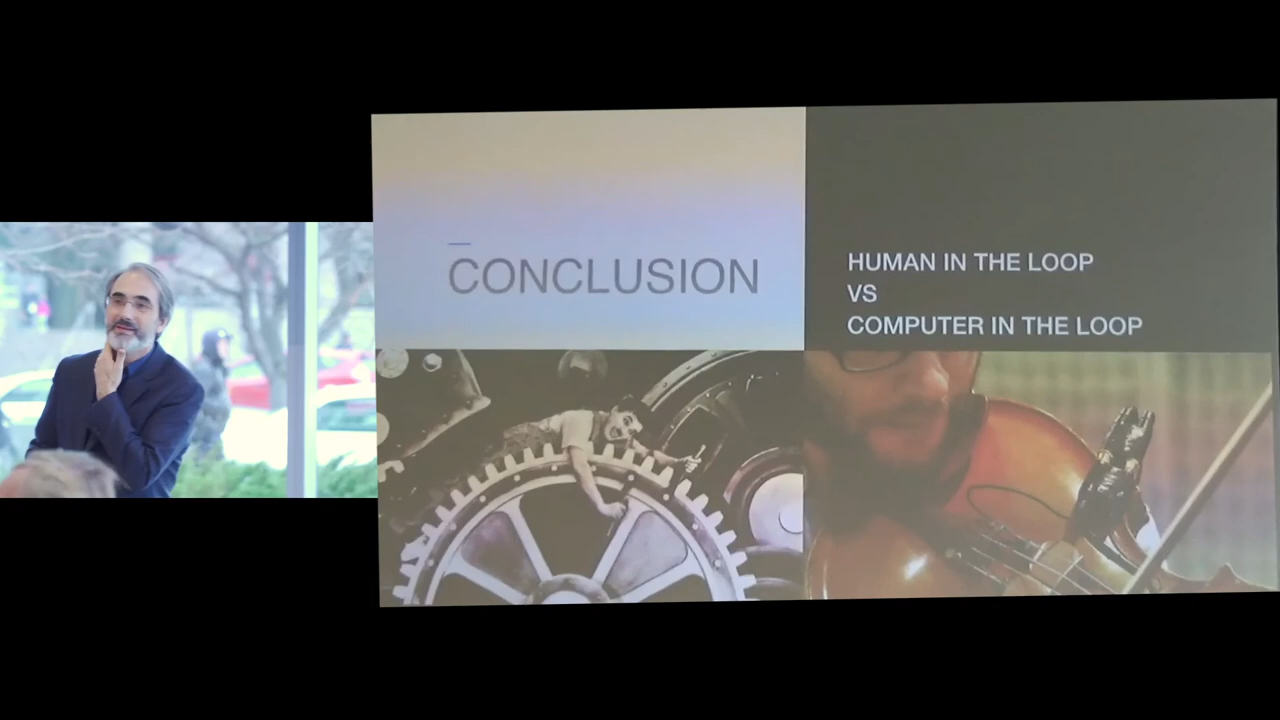 CONCLUSION
HUMAN IN THE LOOP
VS
COMPUTER IN THE LOOP